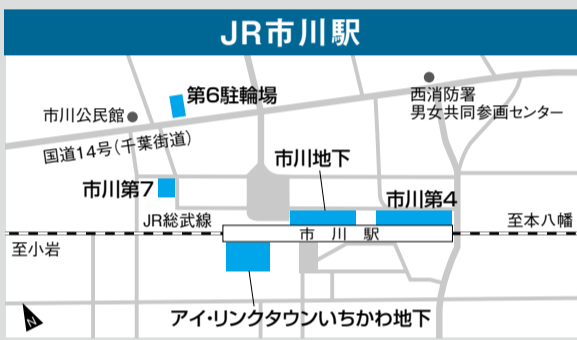 JR市川駅
第6駐輪場
市川公民館
西消防署
男女共同参画センター
国道14号(千葉街道)
市川地下
市川第7
市川第4
JR総武線
至本八幡
市川駅
至小岩
アイ・リンクタウンいちかわ地下
N